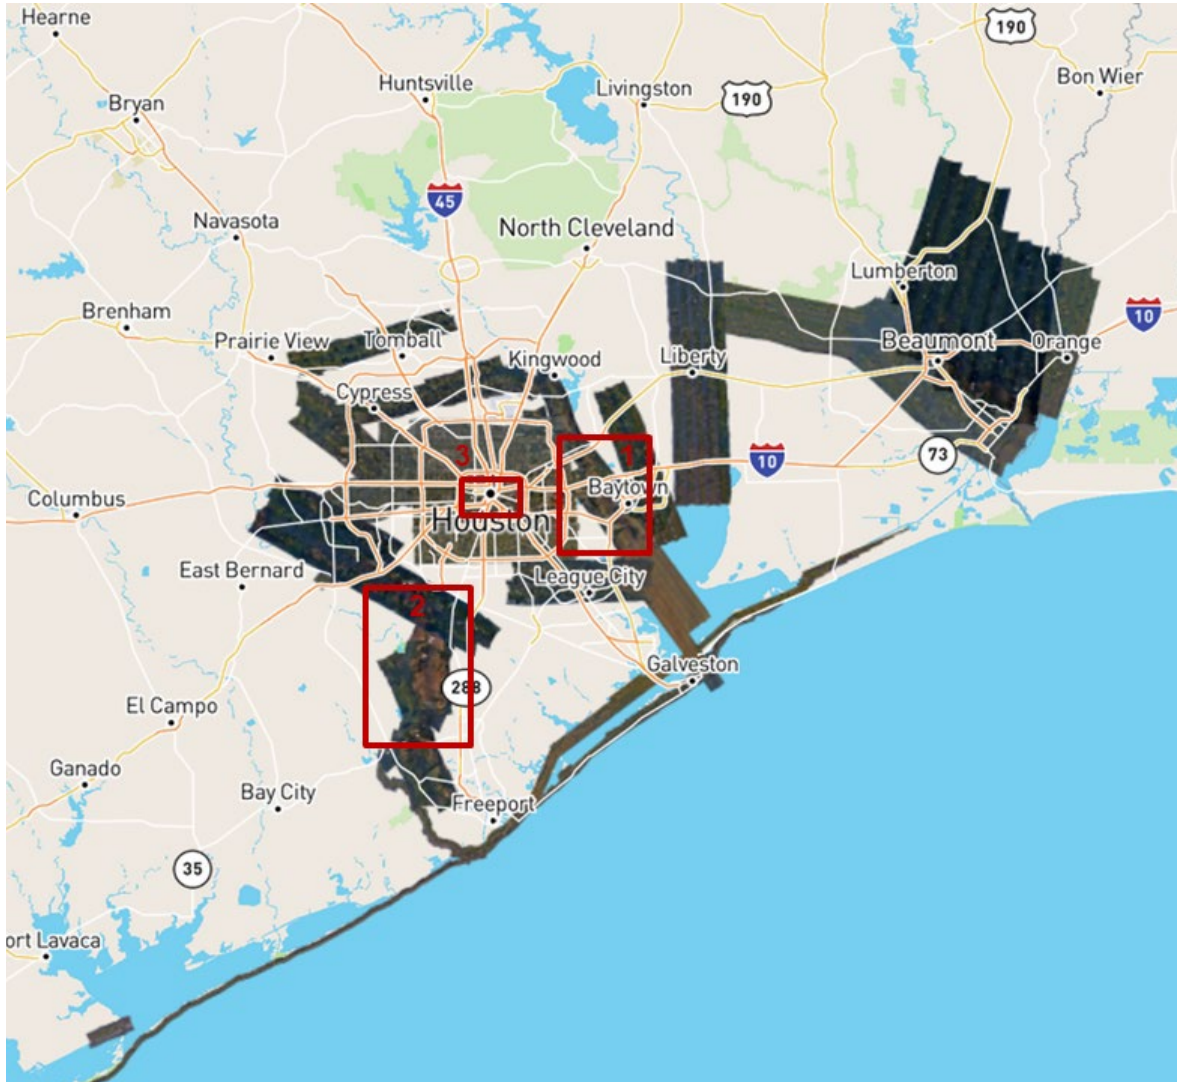 Hearne
190
Bon Wier
Huntsville
Livingston
190
Bryan
45
Navasota
North Cleveland
Lumberton
Brenham
10
Prairie View
Tomball
Beaumont
Orange
Kingwood
Liberty
Cypress
3
1
73
10
Columbus
Baytown
Houston
East Bernard
League City
2
Galveston
288
El Campo
Ganado
Bay City
Freeport
35
ort Lavaca